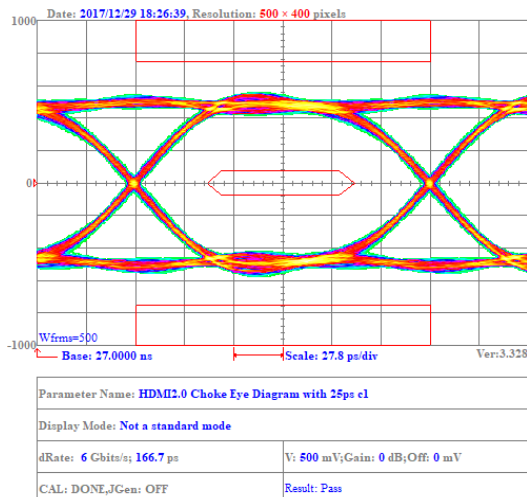 Date: 2017/12/29 18:26:39, Resolution: 500 × 400 pixels
1000
0
-1000
Wfrms=500
Base: 27.0000 ns
Scale: 27.8 ps/div
Ver:3.328
Parameter Name: HDMI2.0 Choke Eye Diagram with 25ps c1
Display Mode: Not a standard mode
dRate: 6 Gbits/s; 166.7 ps
V: 500 mV;Gain: 0 dB;Off: 0 mV
CAL: DONE,JGen: OFF
Result: Pass